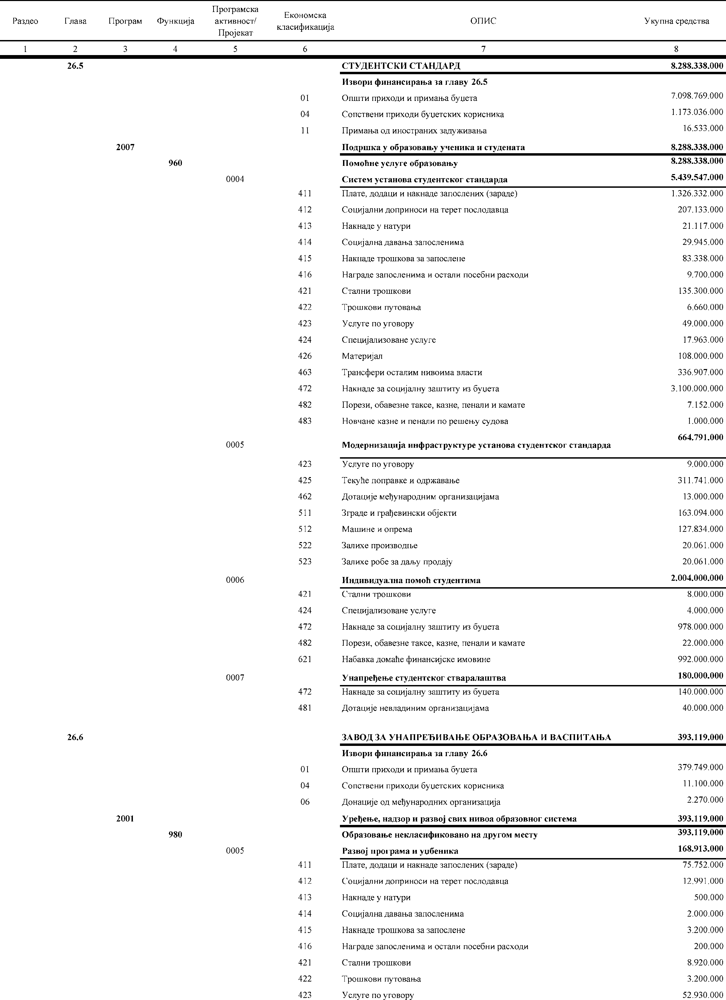 Раздео Глава Програм Функција Програмска активност/ Пројекат Економска класификација ОПИС Укупна средства
1 2 3 4 5 6 7 8
26.5 СТУДЕНТСКИ СТАНДАРД 8.288.338.000
Извори финансирања за главу 26.5
01 Општи приходи и примања буџета 7.098.769.000
04 Сопствени приходи буџетских корисника 1.173.036.000
11 Примања од иностраних задуживања 16.533.000
2007 Подршка у образовању ученика и студената 8.288.338.000
960 Помоћне услуге образовању 8.288.338.000
0004 Систем установа студентског стандарда 5.439.547.000
411 Плате, додаци и накнаде запослених (зараде) 1.326.332.000
412 Социјални доприноси на терет послодавца 207.133.000
413 Накнаде у натури 21.117.000
414 Социјална давања запосленима 29.945.000
415 Накнаде трошкова за запослене 83.338.000
416 Награде запосленима и остали посебни расходи 9.700.000
421 Стални трошкови 135.300.000
422 Трошкови путовања 6.660.000
423 Услуге по уговору 49.000.000
424 Специјализоване услуге 17.963.000
426 Материјал 108.000.000
463 Трансфери осталим нивоима власти 336.907.000
472 Накнаде за социјалну заштиту из буџета 3.100.000.000
482 Порези, обавезне таксе, казне, пенали и камате 7.152.000
483 Новчане казне и пенали по решењу судова 1.000.000
0005 Модернизација инфраструктуре установа студентског стандарда 664.791.000
423 Услуге по уговору 9.000.000
425 Текуће поправке и одржавање 311.741.000
462 Дотације међународним организацијама 13.000.000
511 Зграде и грађевински објекти 163.094.000
512 Машине и опрема 127.834.000
522 Залихе производње 20.061.000
523 Залихе робе за даљу продају 20.061.000
0006 Индивидуална помоћ студентима 2.004.000.000
421 Стални трошкови 8.000.000
424 Специјализоване услуге 4.000.000
472 Накнаде за социјалну заштиту из буџета 978.000.000
482 Порези, обавезне таксе, казне, пенали и камате 22.000.000
621 Набавка домаће финансијске имовине 992.000.000
0007 Унапређење студентског стваралаштва 180.000.000
472 Накнаде за социјалну заштиту из буџета 140.000.000
481 Дотације невладиним организацијама 40.000.000
26.6 ЗАВОД ЗА УНАПРЕЂИВАЊЕ ОБРАЗОВАЊА И ВАСПИТАЊА 393.119.000
Извори финансирања за главу 26.6
01 Општи приходи и примања буџета 379.749.000
04 Сопствени приходи буџетских корисника 11.100.000
06 Донације од међународних организација 2.270.000
2001 Уређење, надзор и развој свих нивоа образовног система 393.119.000
980 Образовање некласификовано на другом месту 393.119.000
0005 Развој програма и уџбеника 168.913.000
411 Плате, додаци и накнаде запослених (зараде) 75.752.000
412 Социјални доприноси на терет послодавца 12.991.000
413 Накнаде у натури 500.000
414 Социјална давања запосленима 2.000.000
415 Накнаде трошкова за запослене 3.200.000
416 Награде запосленима и остали посебни расходи 200.000
421 Стални трошкови 8.920.000
422 Трошкови путовања 3.200.000
423 Услуге по уговору 52.930.000